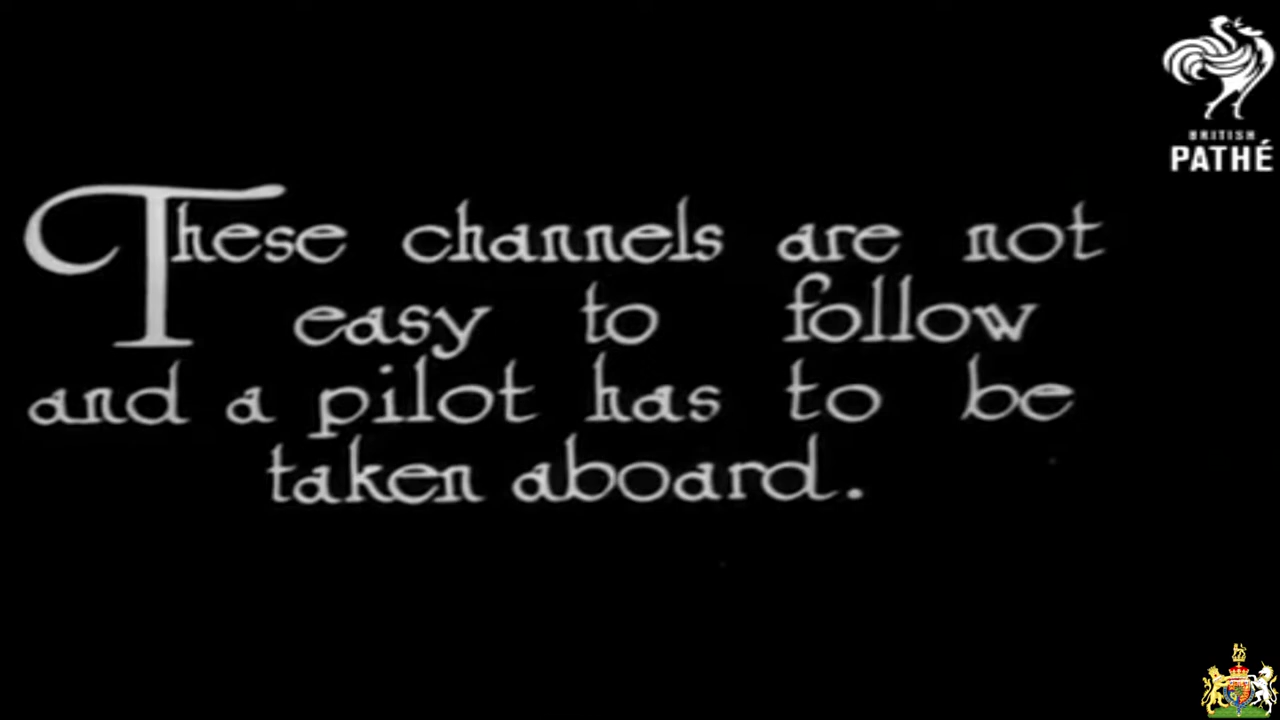 BRITISH
PATHÉ
These channels are not
easy to follow
and a pilot has to be
taken aboard.